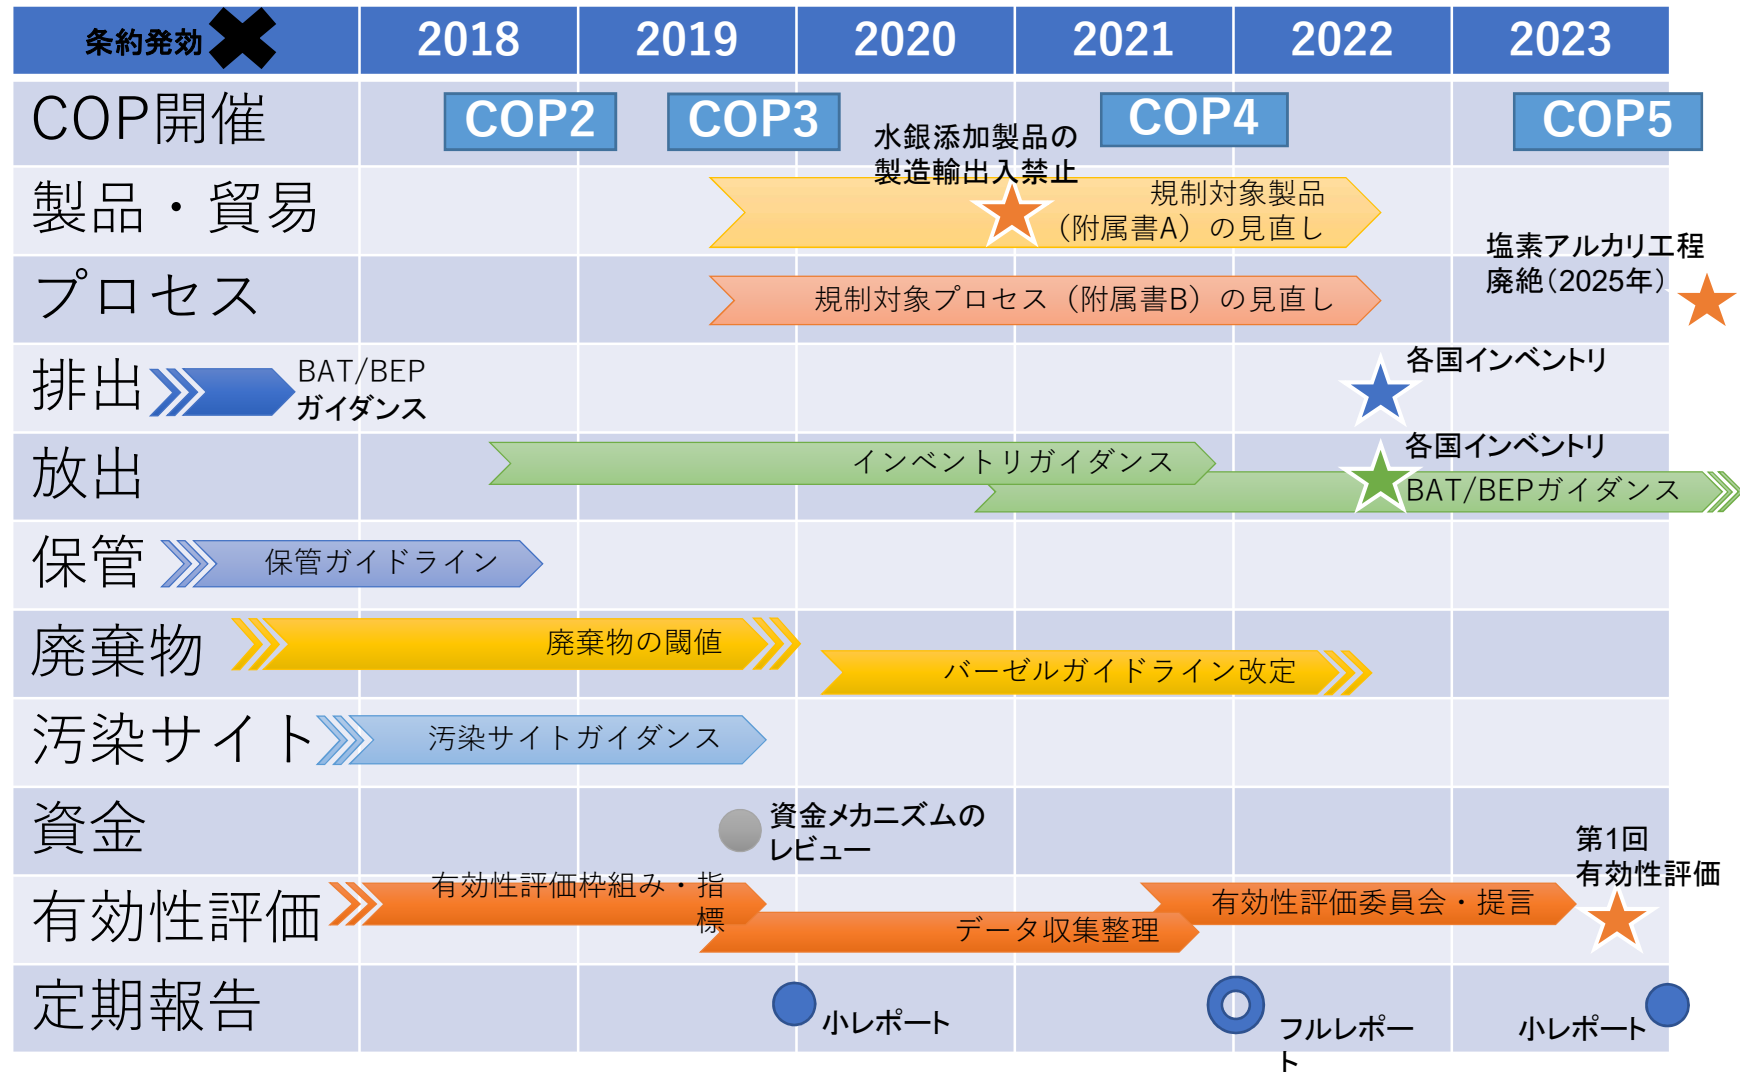 条約発効
2018
2019
2020
2021
2022
2023
COP開催
COP2
COP3
COP4
COP5
水銀添加製品の
製造輸出入禁止
製品・貿易
規制対象製品
（附属書A）の見直し
プロセス
規制対象プロセス（附属書B）の見直し
塩素アルカリ工程
廃絶（2025年）
排出
BAT/BEP
ガイダンス
各国インベントリ
放出
インベントリガイダンス
各国インベントリ
BAT/BEPガイダンス
保管
保管ガイドライン
廃棄物
廃棄物の閾値
バーゼルガイドライン改定
汚染サイト
汚染サイトガイダンス
資金
資金メカニズムの
レビュー
第1回
有効性評価
有効性評価
有効性評価枠組み・指
標
データ収集整理
有効性評価委員会・提言
定期報告
小レポート
フルレポー
ト
小レポート